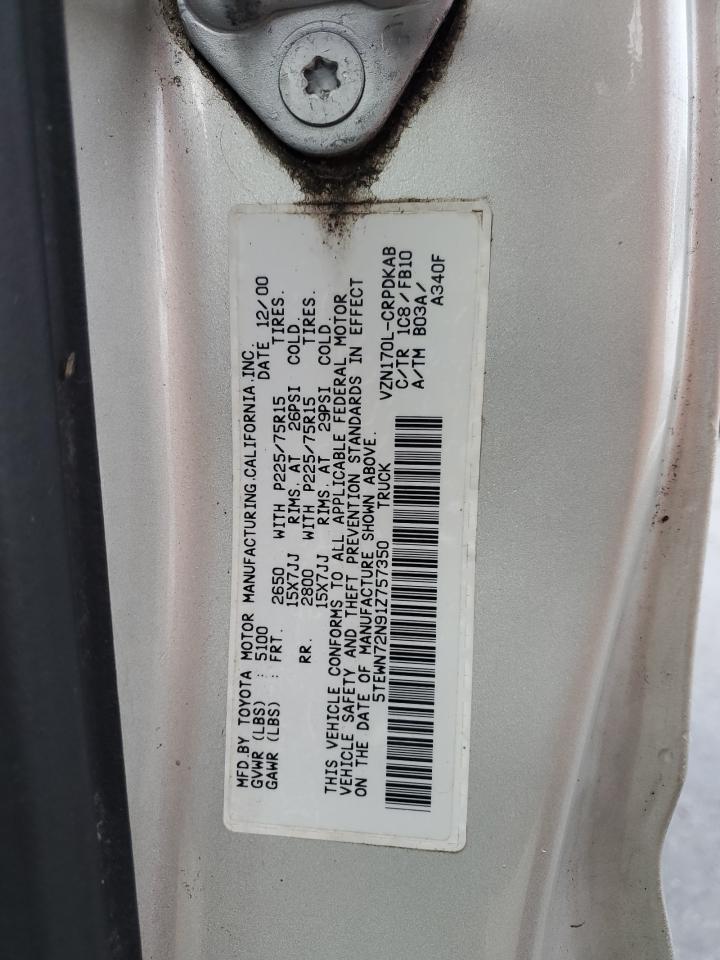 MFD.BY TOYOTA MOTOR MANUFACTURING.CALIFORNIA.INC.
GVWR (LBS) : 5100 DATE 12/00
GAWR (LBS) : FRT. 2650 WITH P225/75R15 TIRES.
15X7JJ RIMS. AT 26PSI COLD.
RR. 2800 WITH P225/75R15 TIRES.
15X7JJ RIMS. AT 29PSI COLD.
THIS VEHICLE CONFORMS TO ALL APPLICABLE FEDERAL MOTOR
VEHICLE SAFETY AND THEFT PREVENTION STANDARDS IN EFFECT
ON THE DATE OF MANUFACTURE SHOWN ABOVE.
5TEWN72N91Z757350 TRUCK
VZN170L-CRPDKAB
C/TR 1C8/FB10
A/TM B03A/
A340F